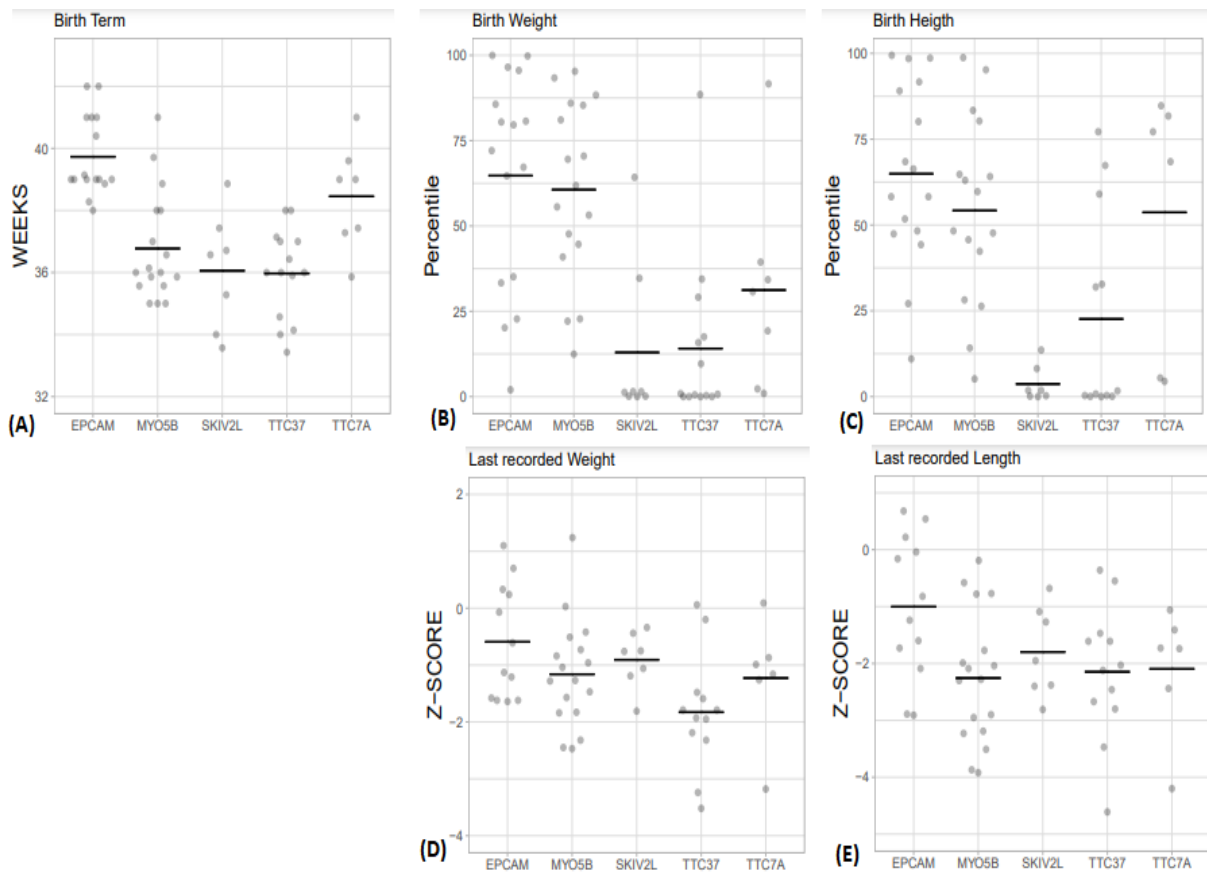 Birth Term
WEEKS
40
36
32
EPCAM MYO5B SKIV2L TTC37 TTC7A
(A)
Birth Weight
Percentile
100
75
50
25
0
EPCAM MYO5B SKIV2L TTC37 TTC7A
(B)
Birth Heigth
Percentile
100
75
50
25
0
EPCAM MYO5B SKIV2L TTC37 TTC7A
(C)
Last recorded Weight
Z-SCORE
2
0
-2
-4
EPCAM MYO5B SKIV2L TTC37 TTC7A
(D)
Last recorded Length
Z-SCORE
0
-2
-4
EPCAM MYO5B SKIV2L TTC37 TTC7A
(E)